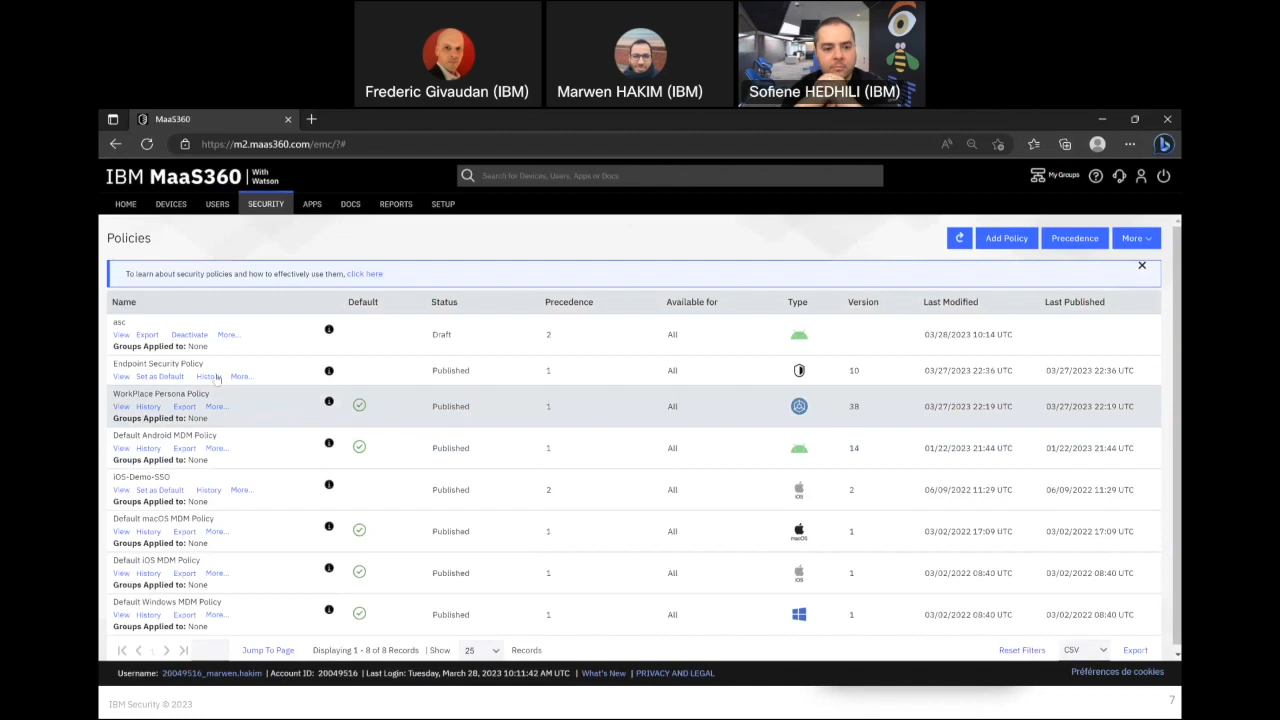 Frederic Givaudan (IBM)
Marwen HAKIM (IBM)
Sofiene HEDHILI (IBM)
MaaS360
https://m2.maas360.com/emc/?#
IBM MaaS360 | With Watson
Search for Devices, Users, Apps or Docs
My Groups
HOME DEVICES USERS SECURITY APPS DOCS REPORTS SETUP
Policies
Add Policy Precedence More
To learn about security policies and how to effectively use them, click here
Name Default Status Precedence Available for Type Version Last Modified Last Published
asc
View Export Deactivate More...
Groups Applied to: None
Draft 2 All 03/28/2023 10:14 UTC
Endpoint Security Policy
View Set as Default History More...
Published 1 All 10 03/27/2023 22:36 UTC 03/27/2023 22:36 UTC
WorkPlace Persona Policy
View History Export More...
Groups Applied to: None
Published 1 All 38 03/27/2023 22:19 UTC 03/27/2023 22:19 UTC
Default Android MDM Policy
View History Export More...
Groups Applied to: None
Published 1 All 14 01/22/2023 21:44 UTC 01/22/2023 21:44 UTC
iOS-Demo-SSO
View Set as Default History More...
Groups Applied to: None
Published 2 All iOS 2 06/09/2022 11:29 UTC 06/09/2022 11:29 UTC
Default macOS MDM Policy
View History Export More...
Groups Applied to: None
Published 1 All macOS 1 03/02/2022 17:09 UTC 03/02/2022 17:09 UTC
Default iOS MDM Policy
View History Export More...
Groups Applied to: None
Published 1 All iOS 1 03/02/2022 08:40 UTC 03/02/2022 08:40 UTC
Default Windows MDM Policy
View History Export More...
Groups Applied to: None
Published 1 All 1 03/02/2022 08:40 UTC 03/02/2022 08:40 UTC
1 Jump To Page Displaying 1 - 8 of 8 Records | Show 25 Records Reset Filters CSV Export
Username: 20049516_marwen.hakim | Account ID: 20049516 | Last Login: Tuesday, March 28, 2023 10:11:42 AM UTC | What's New | PRIVACY AND LEGAL
Préférences de cookies
IBM Security © 2023
7